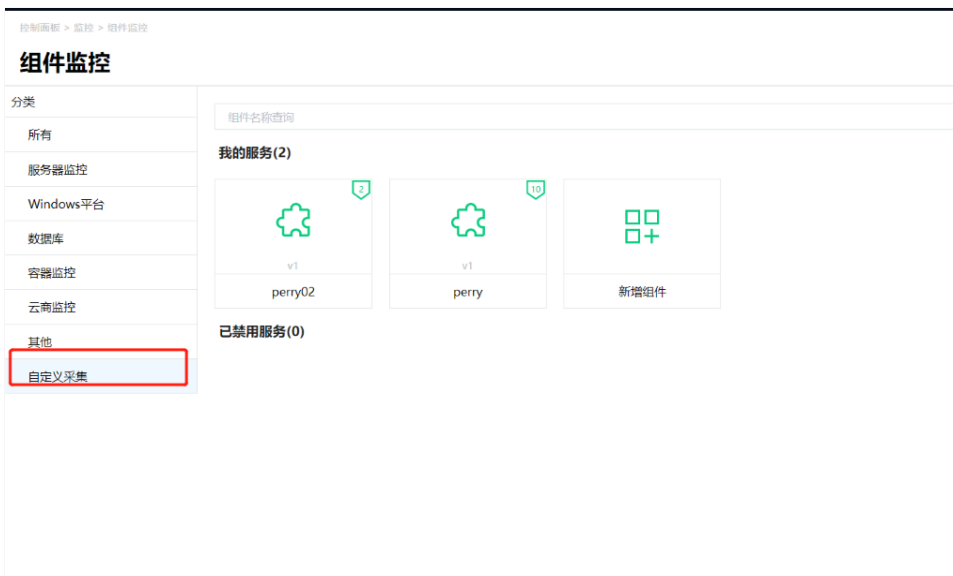 控制面板 > 监控 > 组件监控
组件监控
分类
所有
服务器监控
Windows平台
数据库
容器监控
云商监控
其他
自定义采集
组件名称查询
我的服务(2)
2
v1
perry02
10
v1
perry
新增组件
已禁用服务(0)